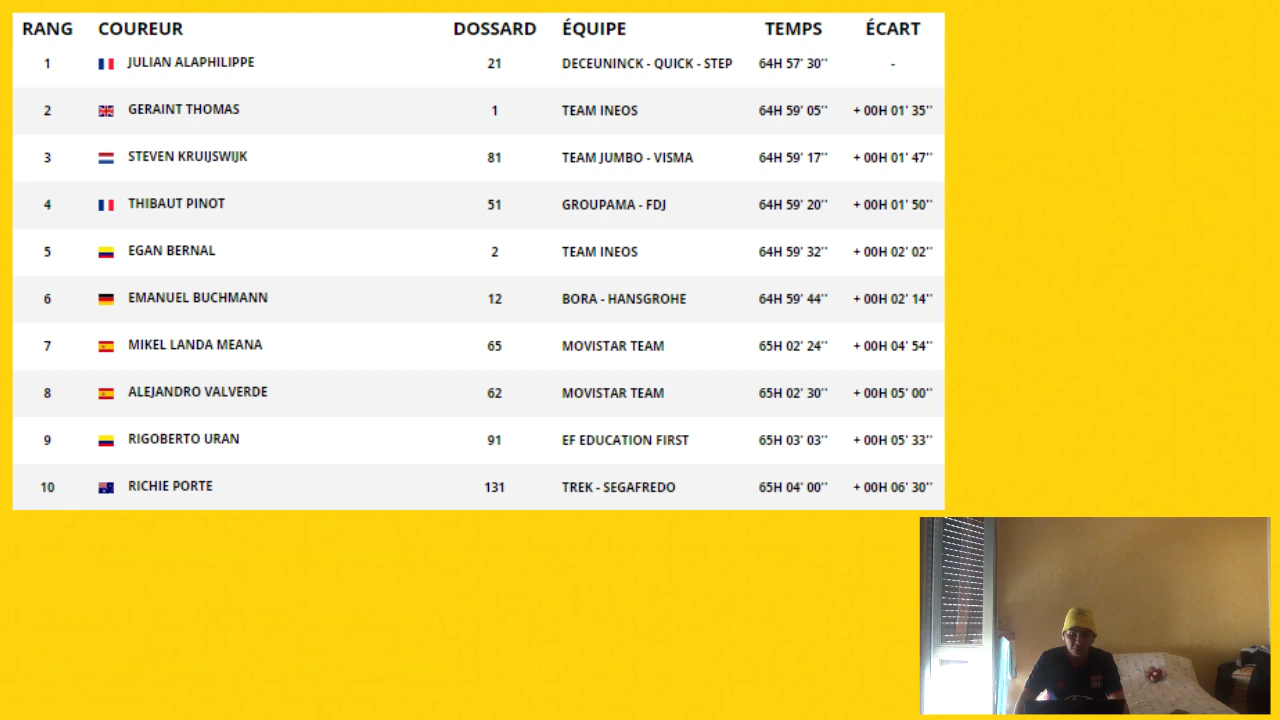 RANG COUREUR DOSSARD ÉQUIPE TEMPS ÉCART
1 JULIAN ALAPHILIPPE 21 DECEUNINCK - QUICK - STEP 64H 57' 30'' -
2 GERAINT THOMAS 1 TEAM INEOS 64H 59' 05'' + 00H 01' 35''
3 STEVEN KRUIJSWIJK 81 TEAM JUMBO - VISMA 64H 59' 17'' + 00H 01' 47''
4 THIBAUT PINOT 51 GROUPAMA - FDJ 64H 59' 20'' + 00H 01' 50''
5 EGAN BERNAL 2 TEAM INEOS 64H 59' 32'' + 00H 02' 02''
6 EMANUEL BUCHMANN 12 BORA - HANSGROHE 64H 59' 44'' + 00H 02' 14''
7 MIKEL LANDA MEANA 65 MOVISTAR TEAM 65H 02' 24'' + 00H 04' 54''
8 ALEJANDRO VALVERDE 62 MOVISTAR TEAM 65H 02' 30'' + 00H 05' 00''
9 RIGOBERTO URAN 91 EF EDUCATION FIRST 65H 03' 03'' + 00H 05' 33''
10 RICHIE PORTE 131 TREK - SEGAFREDO 65H 04' 00'' + 00H 06' 30''